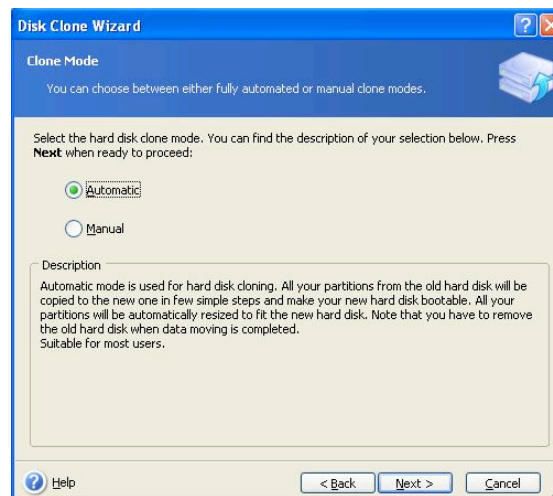 Disk Clone Wizard
Clone Mode
You can choose between either fully automated or manual clone modes.
Select the hard disk clone mode. You can find the description of your selection below. Press
Next when ready to proceed:
Automatic
Manual
Description
Automatic mode is used for hard disk cloning. All your partitions from the old hard disk will be
copied to the new one in few simple steps and make your new hard disk bootable. All your
partitions will be automatically resized to fit the new hard disk. Note that you have to remove
the old hard disk when data moving is completed.
Suitable for most users.
Help
< Back
Next >
Cancel